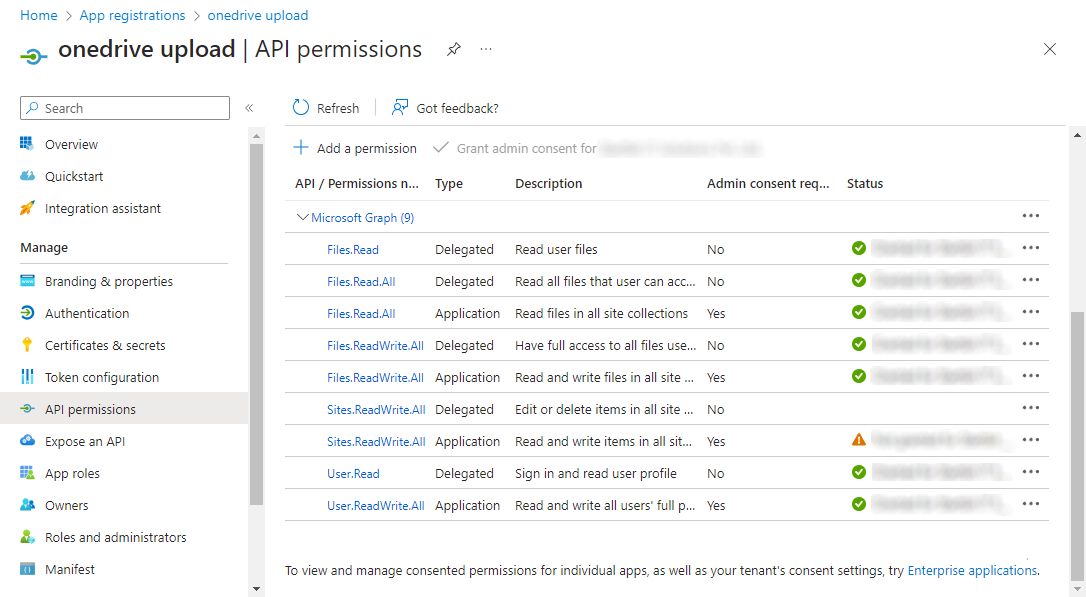 Home > App registrations > onedrive upload
onedrive upload | API permissions
Search
Refresh
Got feedback?
Overview
Quickstart
Integration assistant
Manage
Branding & properties
Authentication
Certificates & secrets
Token configuration
API permissions
Expose an API
App roles
Owners
Roles and administrators
Manifest
Add a permission
Grant admin consent for
API / Permissions n... Type Description Admin consent req... Status
Microsoft Graph (9)
Files.Read Delegated Read user files No
Files.Read.All Delegated Read all files that user can acc... No
Files.Read.All Application Read files in all site collections Yes
Files.ReadWrite.All Delegated Have full access to all files use... No
Files.ReadWrite.All Application Read and write files in all site ... Yes
Sites.ReadWrite.All Delegated Edit or delete items in all site ... No
Sites.ReadWrite.All Application Read and write items in all sit... Yes
User.Read Delegated Sign in and read user profile No
User.ReadWrite.All Application Read and write all users' full p... Yes
To view and manage consented permissions for individual apps, as well as your tenant's consent settings, try Enterprise applications.